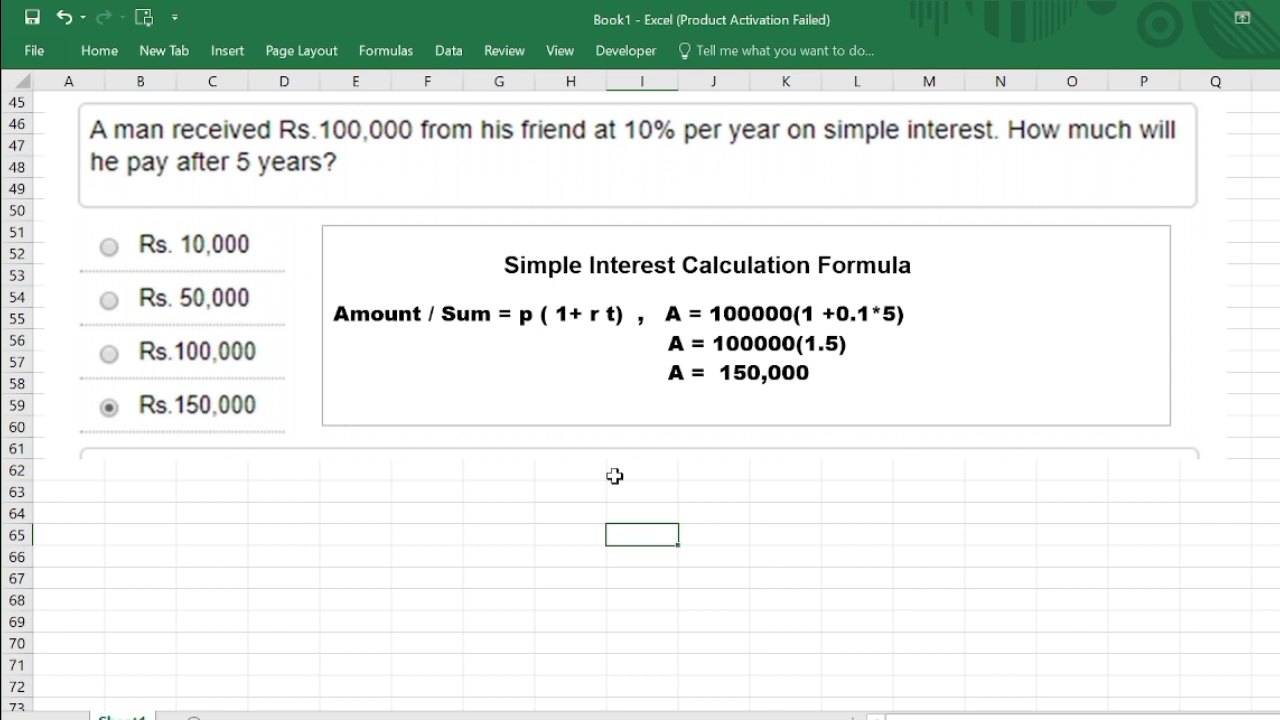 Book1 - Excel (Product Activation Failed)
File Home New Tab Insert Page Layout Formulas Data Review View Developer Tell me what you want to do...
A B C D E F G H I J K L M N O P Q
45
46
47
48
49
50
51
52
53
54
55
56
57
58
59
60
61
62
63
64
65
66
67
68
69
70
71
72
73
A man received Rs.100,000 from his friend at 10% per year on simple interest. How much will
he pay after 5 years?
Rs. 10,000
Rs. 50,000
Rs.100,000
Rs.150,000
Simple Interest Calculation Formula
Amount / Sum = p ( 1+ r t) , A = 100000(1 +0.1*5)
A = 100000(1.5)
A = 150,000
Sheet1